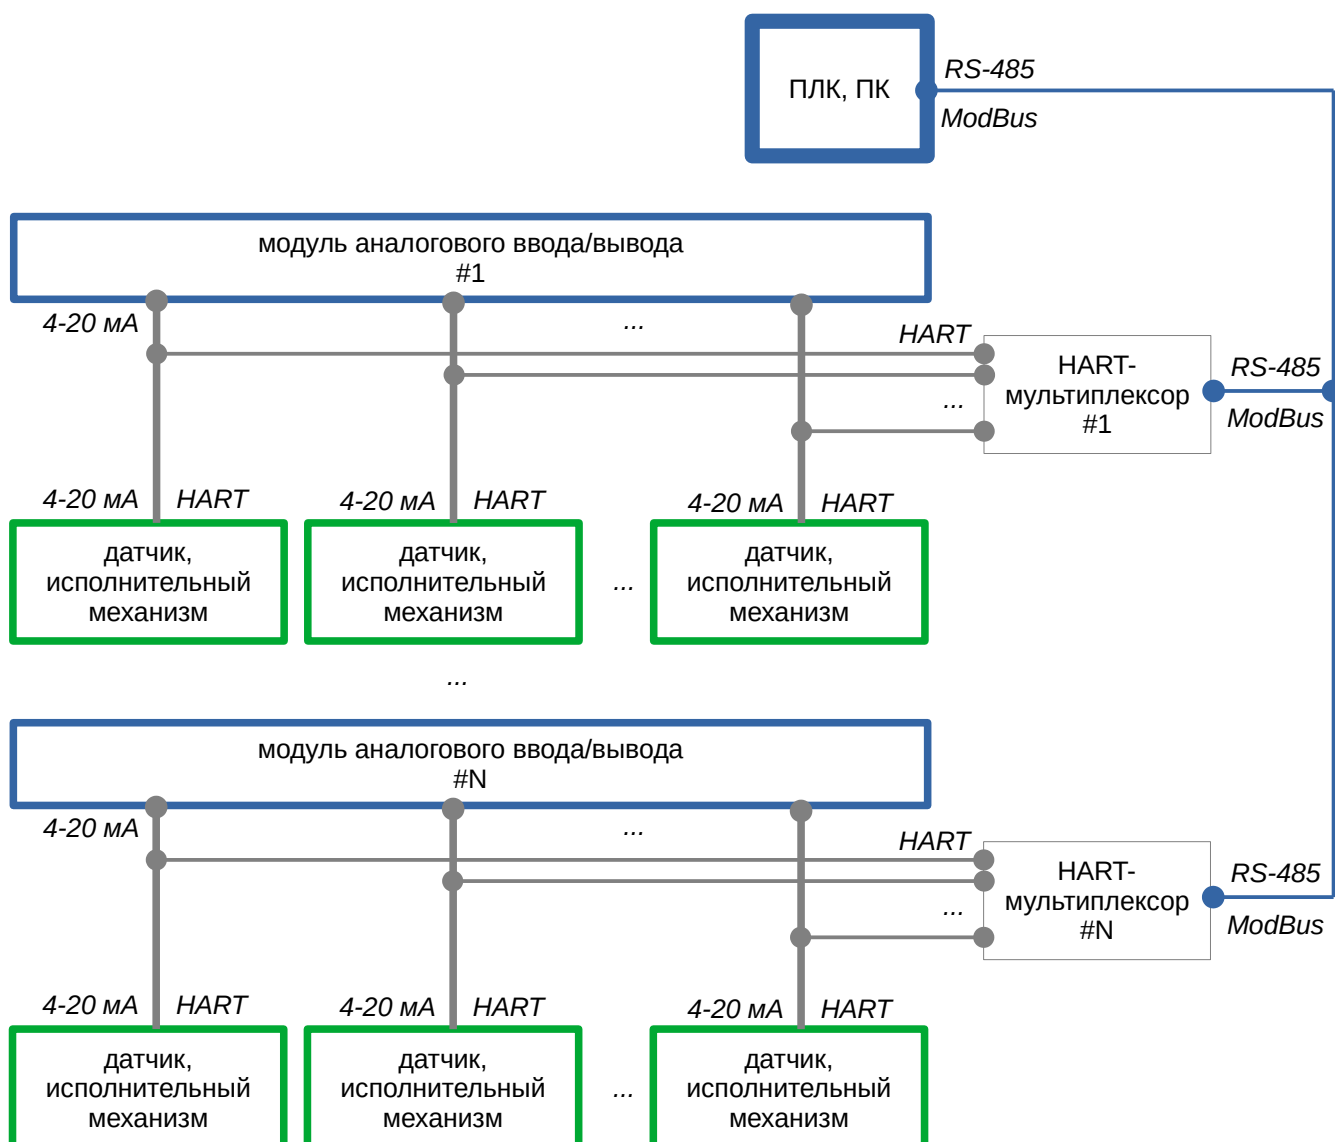 ПЛК, ПК
RS-485
ModBus
модуль аналогового ввода/вывода
#1
4-20 мА
...
HART
HART-
мультиплексор
#1
...
RS-485
ModBus
4-20 мА HART
4-20 мА HART
4-20 мА HART
датчик,
исполнительный
механизм
датчик,
исполнительный
механизм
...
датчик,
исполнительный
механизм
...
модуль аналогового ввода/вывода
#N
4-20 мА
...
HART
HART-
мультиплексор
#N
...
RS-485
ModBus
4-20 мА HART
4-20 мА HART
4-20 мА HART
датчик,
исполнительный
механизм
датчик,
исполнительный
механизм
...
датчик,
исполнительный
механизм